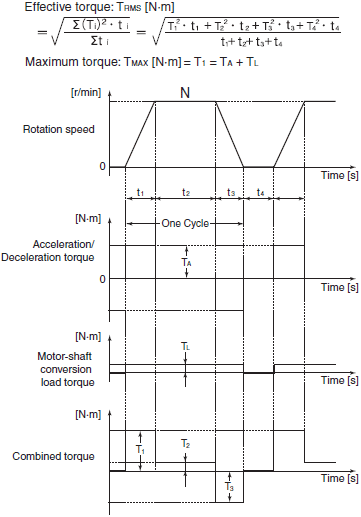 Effective torque: TRMS [N·m]
= √ Σ(Ti)² · t i / Σt i = √ T₁² · t₁ + T₂² · t₂ + T₃² · t₃ + T₄² · t₄ / t₁+ t₂+ t₃+ t₄
Maximum torque: TMAX [N·m] = T₁ = TA + TL
[r/min]
N
Rotation speed
0
Time [s]
t₁ t₂ t₃ t₄
[N·m]
One Cycle
Acceleration/
Deceleration torque
TA
0
Time [s]
[N·m]
TL
Motor-shaft
conversion
load torque
Time [s]
[N·m]
T₁
T₂
Combined torque
T₃
Time [s]